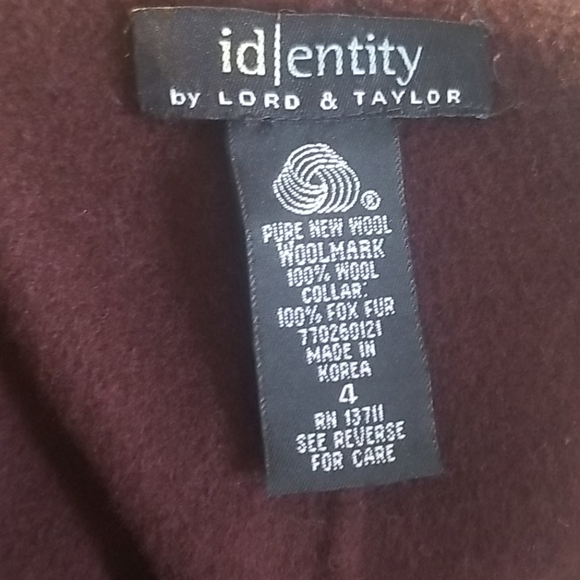 id|entity
by LORD & TAYLOR
®
PURE NEW WOOL
WOOLMARK
100% WOOL
COLLAR:
100% FOX FUR
770260121
MADE IN
KOREA
4
RN 13711
SEE REVERSE
FOR CARE